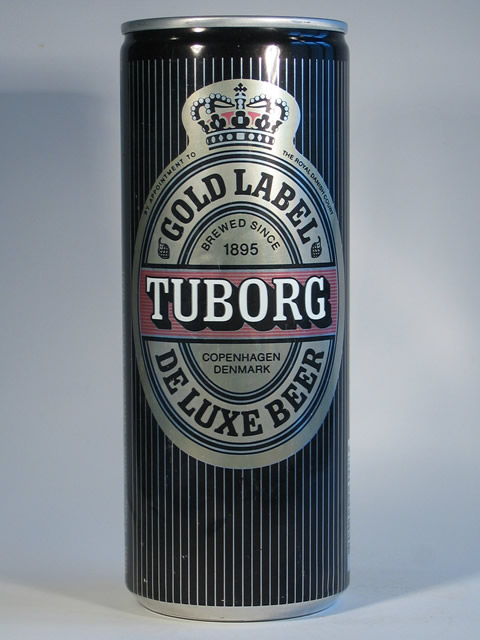 BY APPOINTMENT TO
THE ROYAL DANISH COURT
GOLD LABEL
BREWED SINCE
1895
TUBORG
COPENHAGEN
DENMARK
DE LUXE BEER